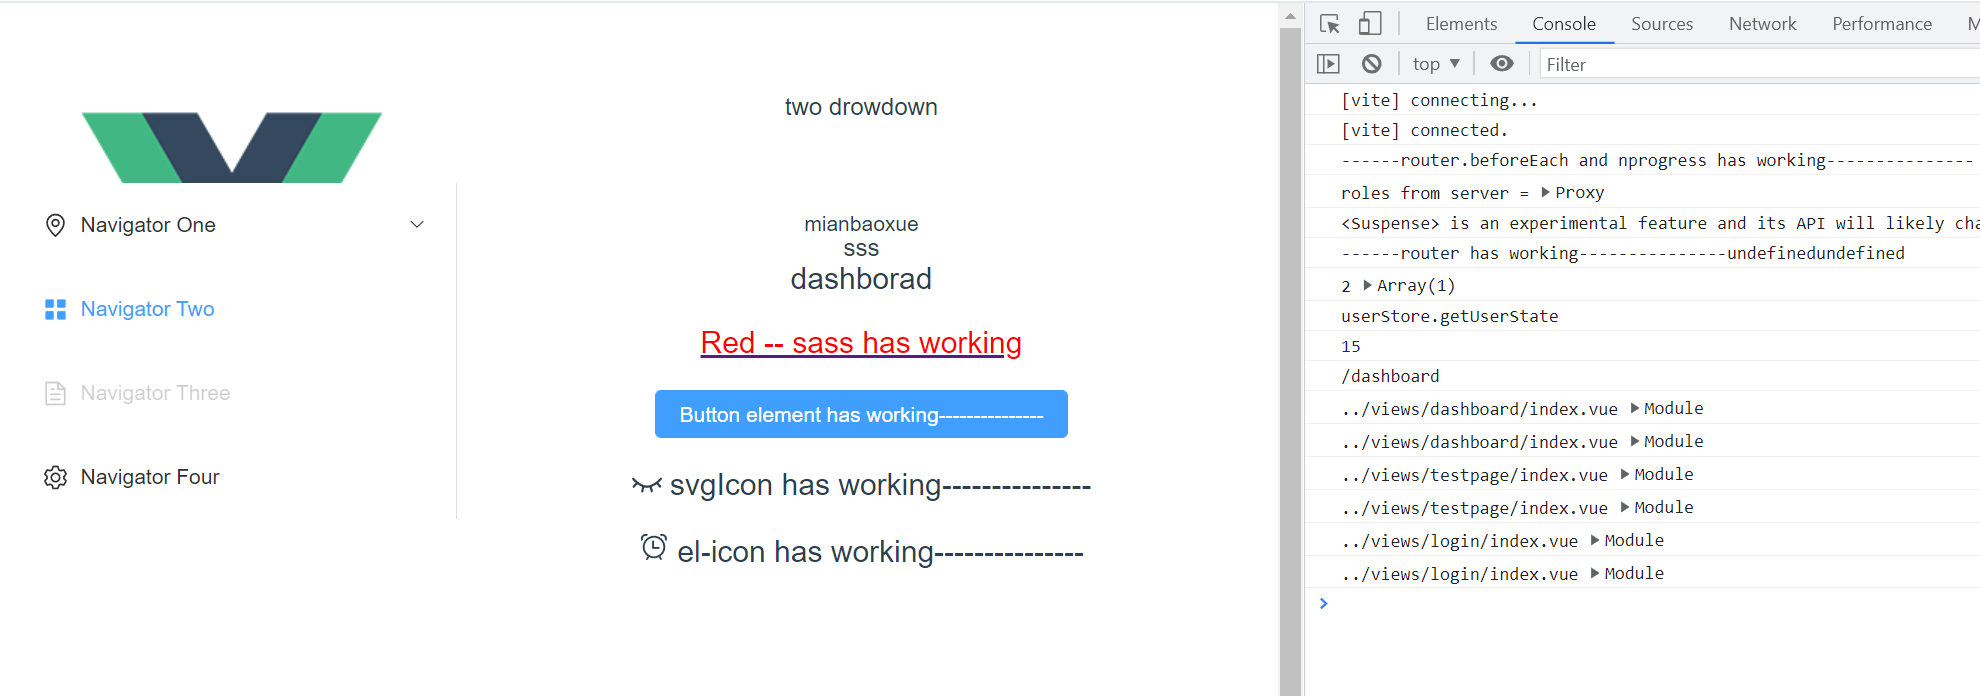 two drowdown
Navigator One
Navigator Two
Navigator Three
Navigator Four
mianbaoxue
sss
dashborad
Red -- sass has working
Button element has working---------------
svgIcon has working---------------
el-icon has working---------------
Elements Console Sources Network Performance M
top Filter
[vite] connecting...
[vite] connected.
------router.beforeEach and nprogress has working---------------
roles from server = Proxy
<Suspense> is an experimental feature and its API will likely cha
------router has working---------------undefinedundefined
2 Array(1)
userStore.getUserState
15
/dashboard
../views/dashboard/index.vue Module
../views/dashboard/index.vue Module
../views/testpage/index.vue Module
../views/testpage/index.vue Module
../views/login/index.vue Module
../views/login/index.vue Module